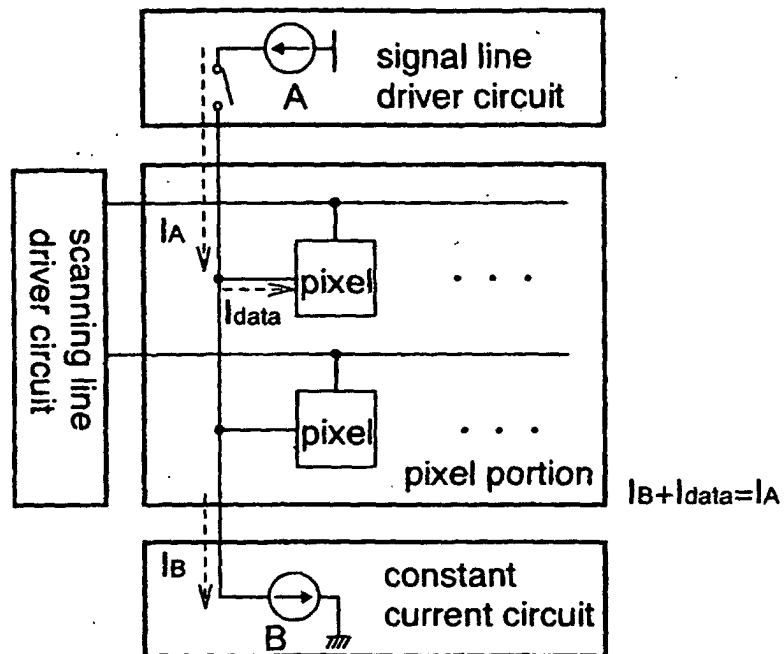 signal line
driver circuit
A
scanning line
driver circuit
IA
pixel
. . .
Idata
pixel
. . .
pixel portion
IB+Idata=IA
IB
constant
current circuit
B